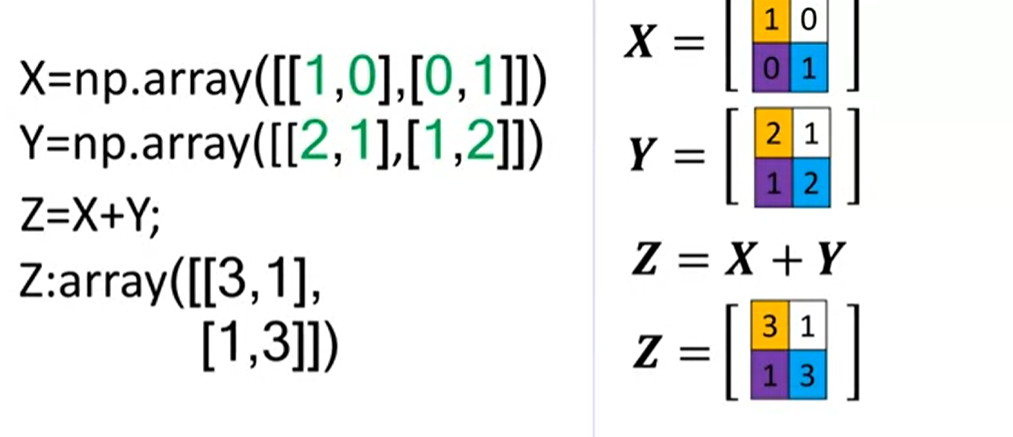 X=np.array([[1,0],[0,1]])
Y=np.array([[2,1],[1,2]])
Z=X+Y;
Z:array([[3,1],
[1,3]])
X =
1 0
0 1
Y =
2 1
1 2
Z = X + Y
Z =
3 1
1 3